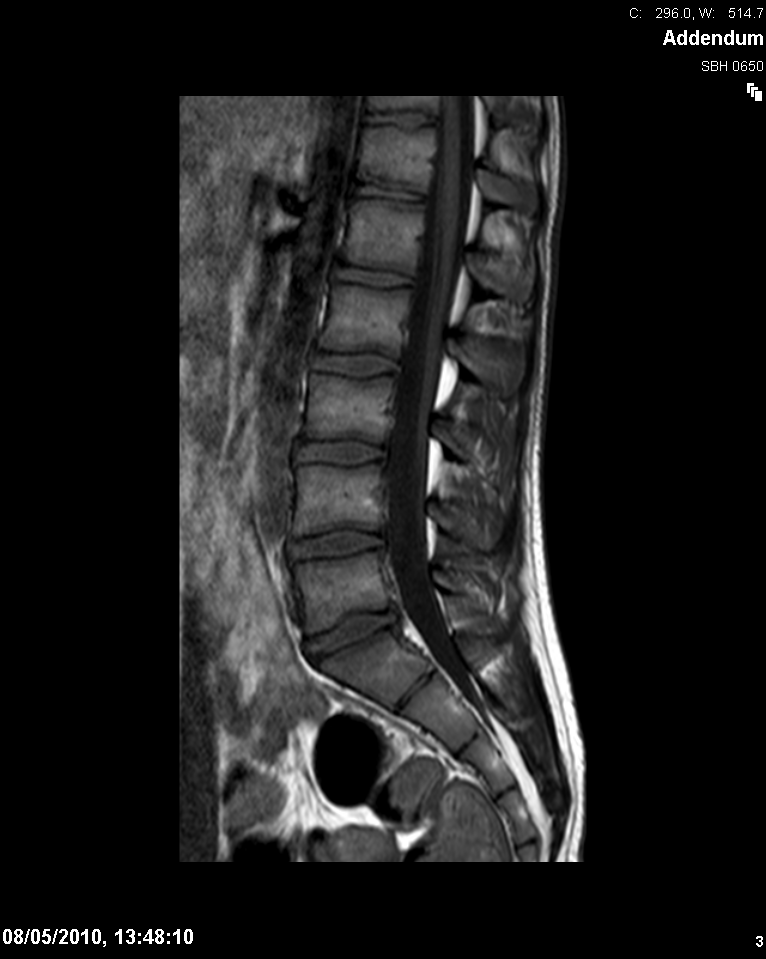 C: 296.0, W: 514.7
Addendum
SBH 0650
08/05/2010, 13:48:10
3